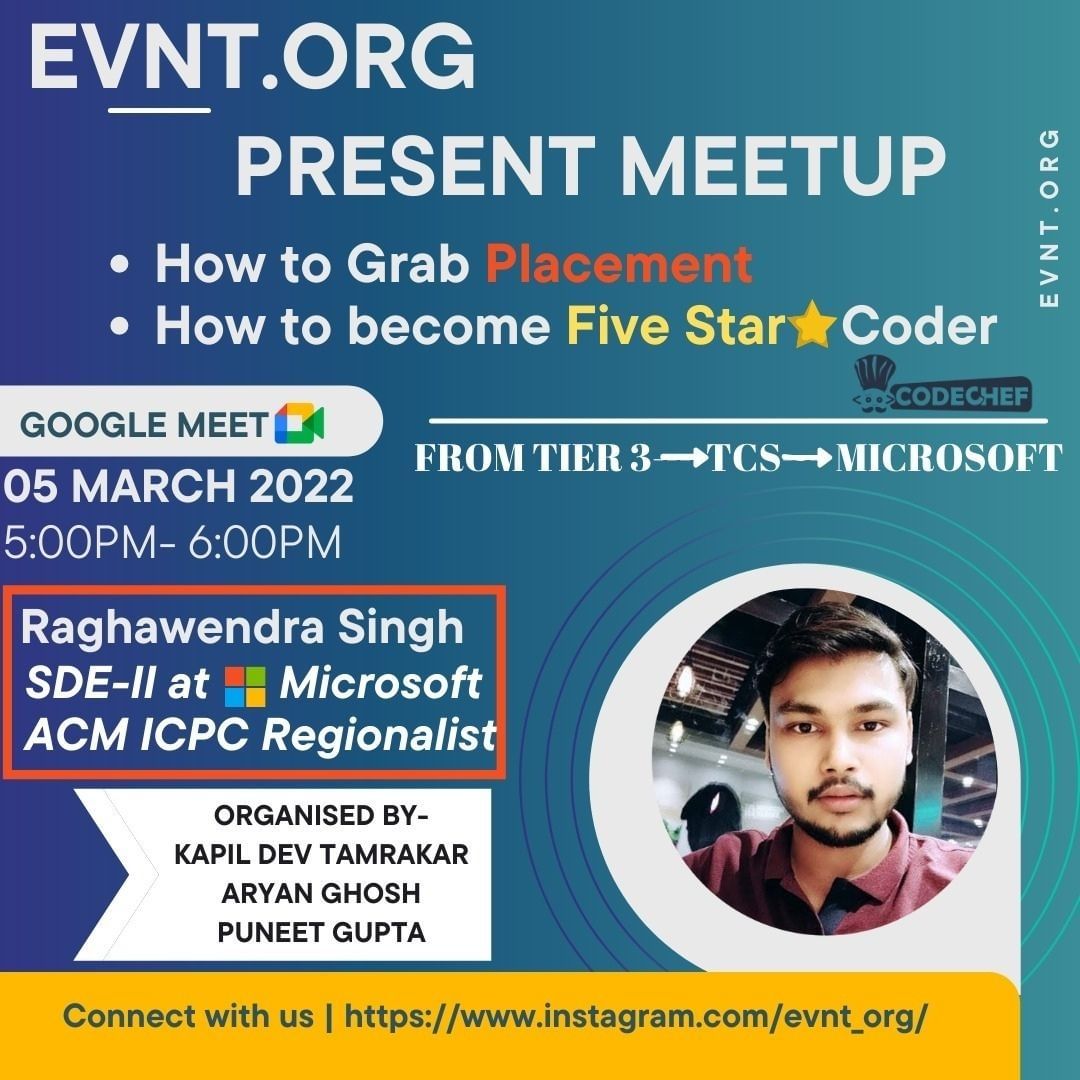 EVNT.ORG
PRESENT MEETUP
EVNT.ORG
• How to Grab Placement
• How to become Five Star⭐Coder
CODECHEF
GOOGLE MEET
FROM TIER 3→TCS→MICROSOFT
05 MARCH 2022
5:00PM- 6:00PM
Raghawendra Singh
SDE-II at Microsoft
ACM ICPC Regionalist
ORGANISED BY-
KAPIL DEV TAMRAKAR
ARYAN GHOSH
PUNEET GUPTA
Connect with us | https://www.instagram.com/evnt_org/